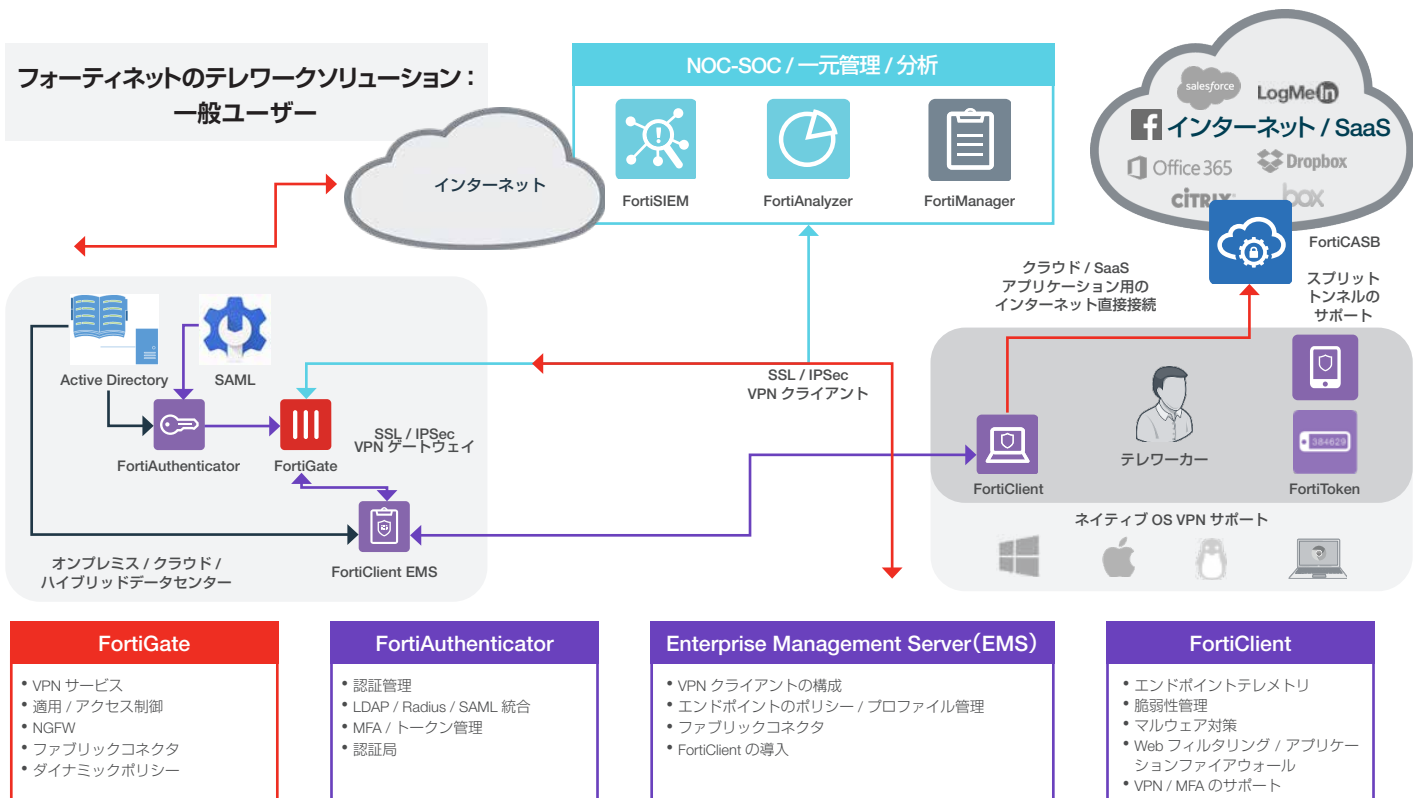 フォーティネットのテレワークソリューション：
一般ユーザー
インターネット
NOC-SOC / 一元管理 / 分析
FortiSIEM
FortiAnalyzer
FortiManager
salesforce
LogMeIn
インターネット / SaaS
Office 365
Dropbox
CITRIX
box
FortiCASB
クラウド / SaaS
アプリケーション用の
インターネット直接接続
スプリット
トンネルの
サポート
Active Directory
SAML
FortiAuthenticator
FortiGate
SSL / IPSec
VPN ゲートウェイ
SSL / IPSec
VPN クライアント
FortiClient EMS
オンプレミス / クラウド /
ハイブリッドデータセンター
FortiClient
テレワーカー
384629
FortiToken
ネイティブ OS VPN サポート
FortiGate
• VPN サービス
• 適用 / アクセス制御
• NGFW
• ファブリックコネクタ
• ダイナミックポリシー
FortiAuthenticator
• 認証管理
• LDAP / Radius / SAML 統合
• MFA / トークン管理
• 認証局
Enterprise Management Server(EMS)
• VPN クライアントの構成
• エンドポイントのポリシー / プロファイル管理
• ファブリックコネクタ
• FortiClient の導入
FortiClient
• エンドポイントテレメトリ
• 脆弱性管理
• マルウェア対策
• Web フィルタリング / アプリケー
ションファイアウォール
• VPN / MFA のサポート